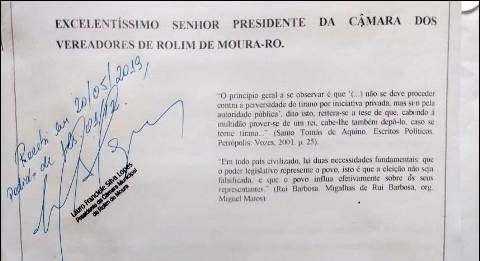 EXCELENTÍSSIMO SENHOR PRESIDENTE DA CÂMARA DOS
VEREADORES DE ROLIM DE MOURA-RO.
Recebi em 20/05/2019,
"O princípio geral a se observar é que '(...) não se deve proceder
contra a perversidade do tirano por iniciativa privada, mas sim pela
autoridade pública', dito isto, reitera-se a tese de que, cabendo à
multidão prover-se de um rei, cabe-lhe também depô-lo, caso se
torne tirano..." (Santo Tomás de Aquino. Escritos Políticos.
Petrópolis: Vozes, 2001. p. 25).
"Em todo país civilizado, há duas necessidades fundamentais: que
o poder legislativo represente o povo, isto é que a eleição não seja
falsificada, e que o povo influa efetivamente sobre os seus
representantes." (Rui Barbosa. Migalhas de Rui Barbosa, org.
Miguel Matos).
Silva Lopes
Presidente da Câmara Municipal
de Rolim de Moura